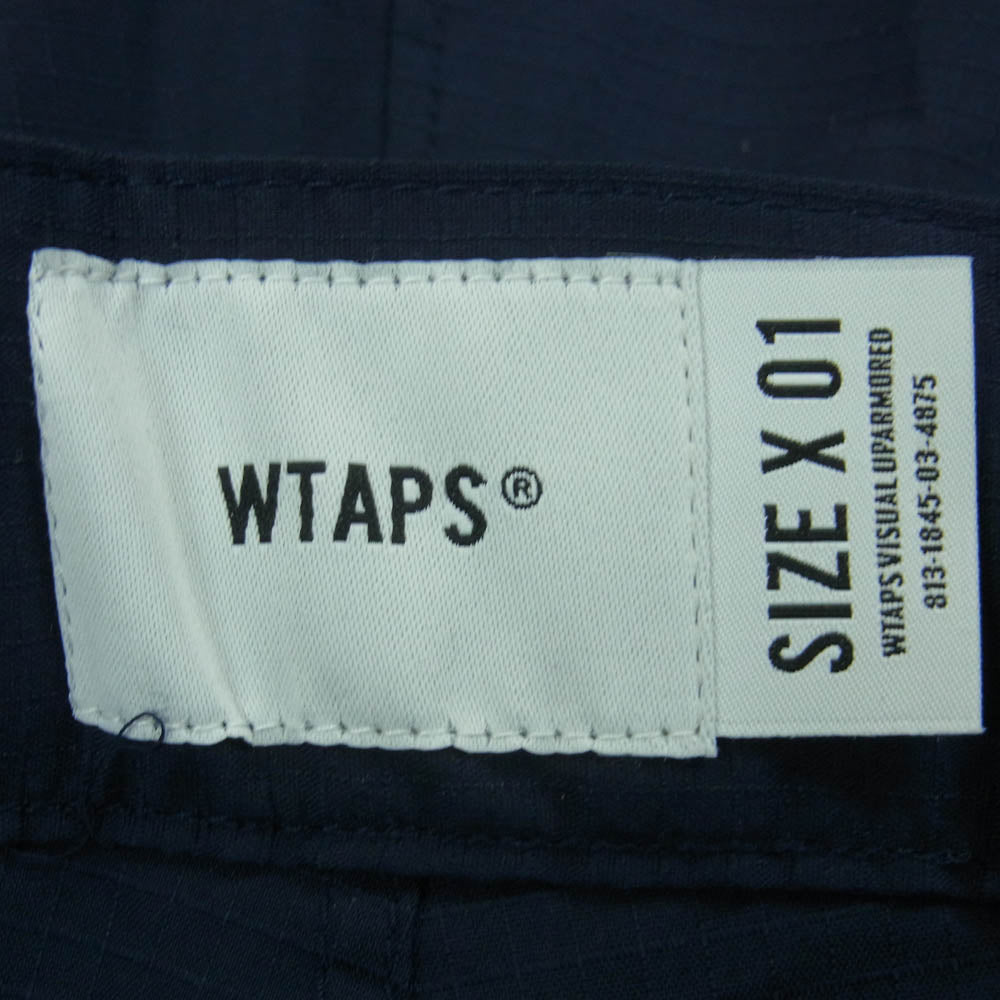 WTAPS®
SIZE X 01
WTAPS VISUAL UPARMORED
813-1845-03-4875